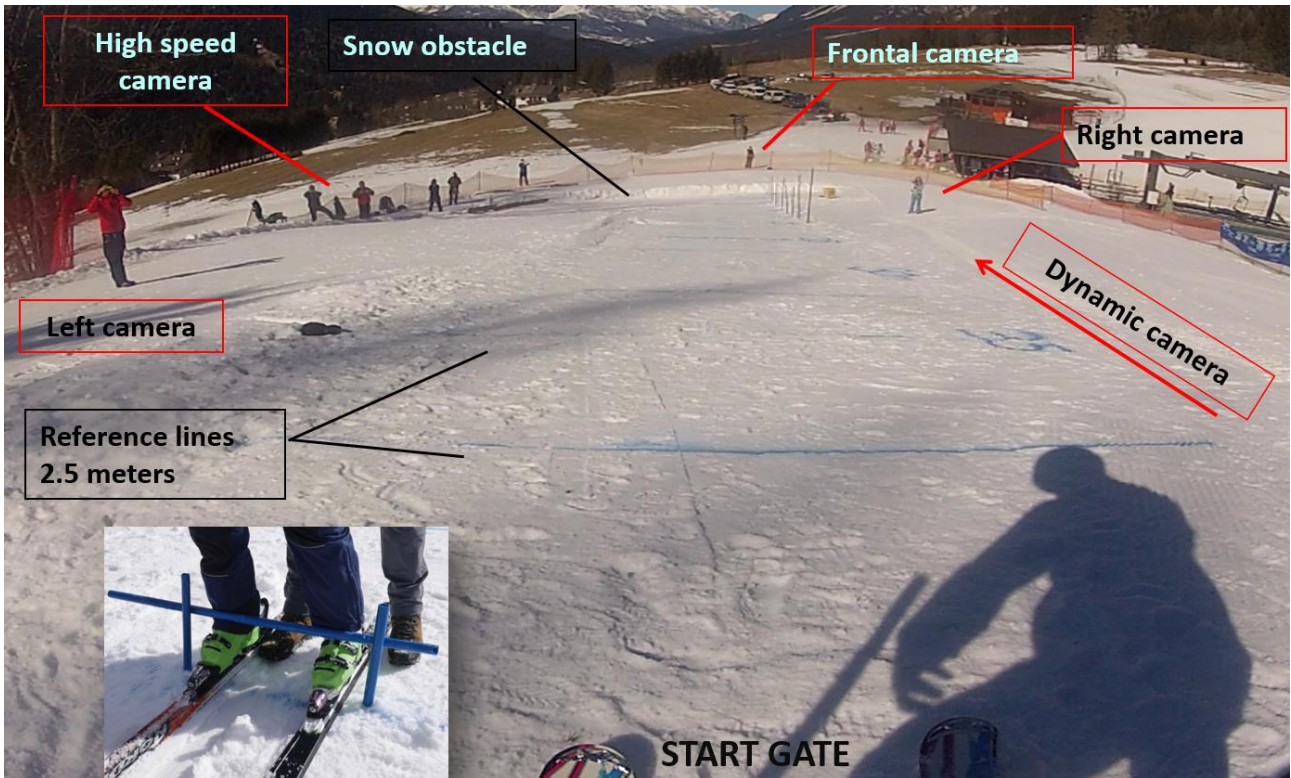 High speed
camera
Snow obstacle
Frontal camera
Right camera
Dynamic camera
Left camera
Reference lines
2.5 meters
START GATE